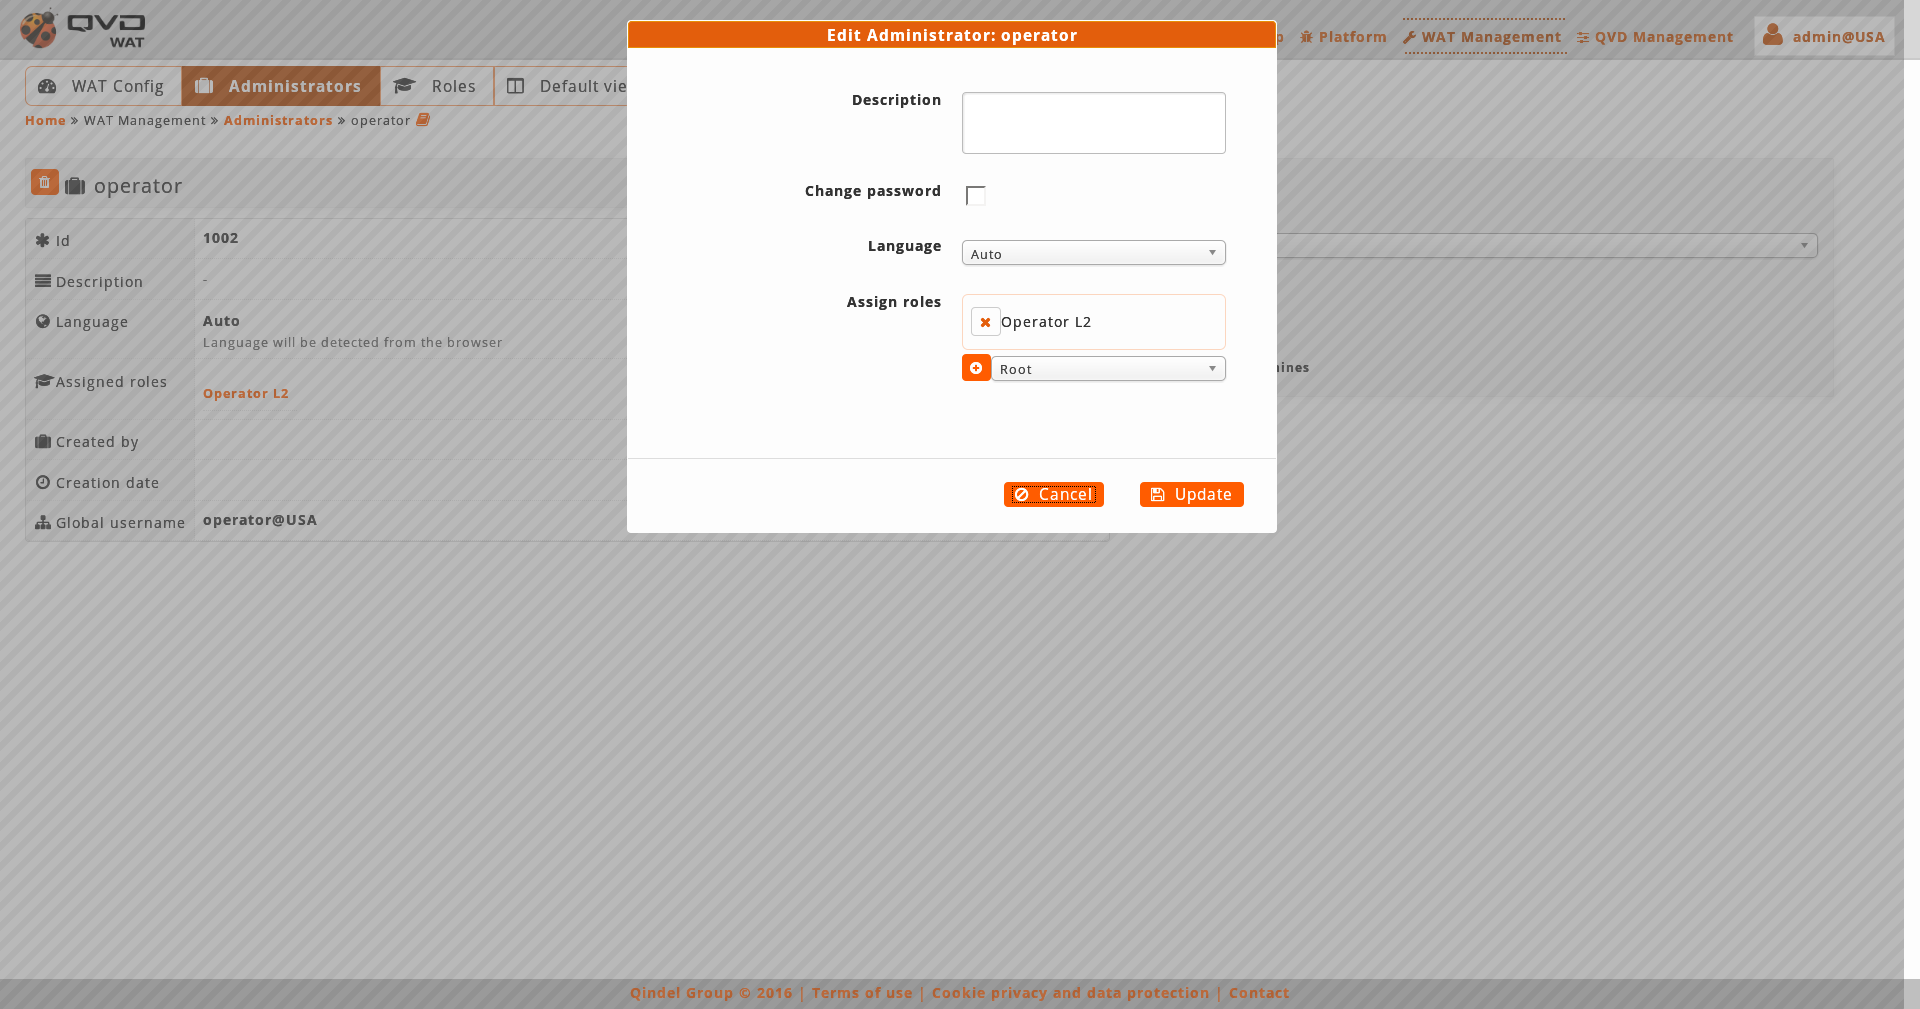 QVD
WAT
Platform
WAT Management
QVD Management
admin@USA
WAT Config
Administrators
Roles
Home » WAT Management » Administrators » operator
operator
Id
1002
Description
-
Language
Auto
Language will be detected from the browser
Assigned roles
Operator L2
Created by
Creation date
Global username
operator@USA
Edit Administrator: operator
Description
Change password
Language
Auto
Assign roles
Operator L2
Root
Cancel
Update
Qindel Group © 2016 | Terms of use | Cookie privacy and data protection | Contact